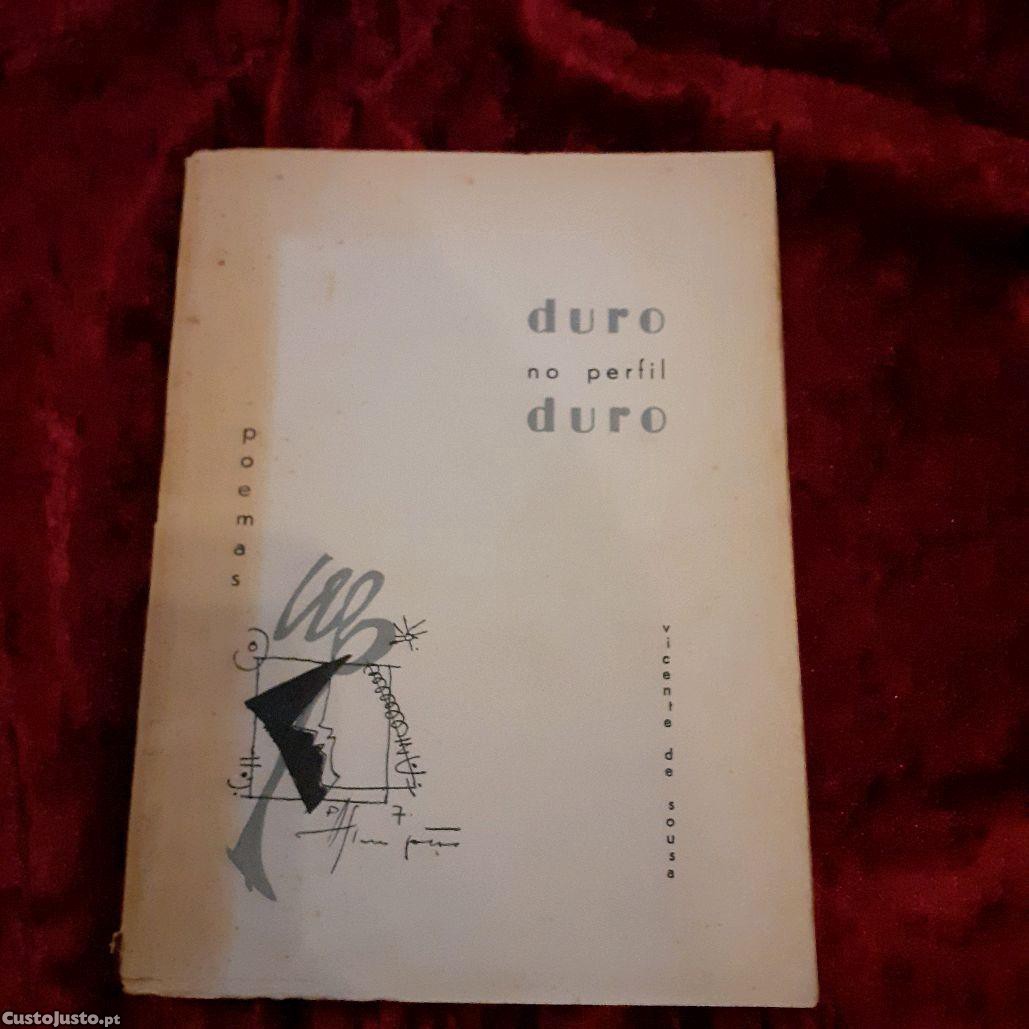 duro
no perfil
duro
poemas
vicente de sousa
CustoJusto.pt